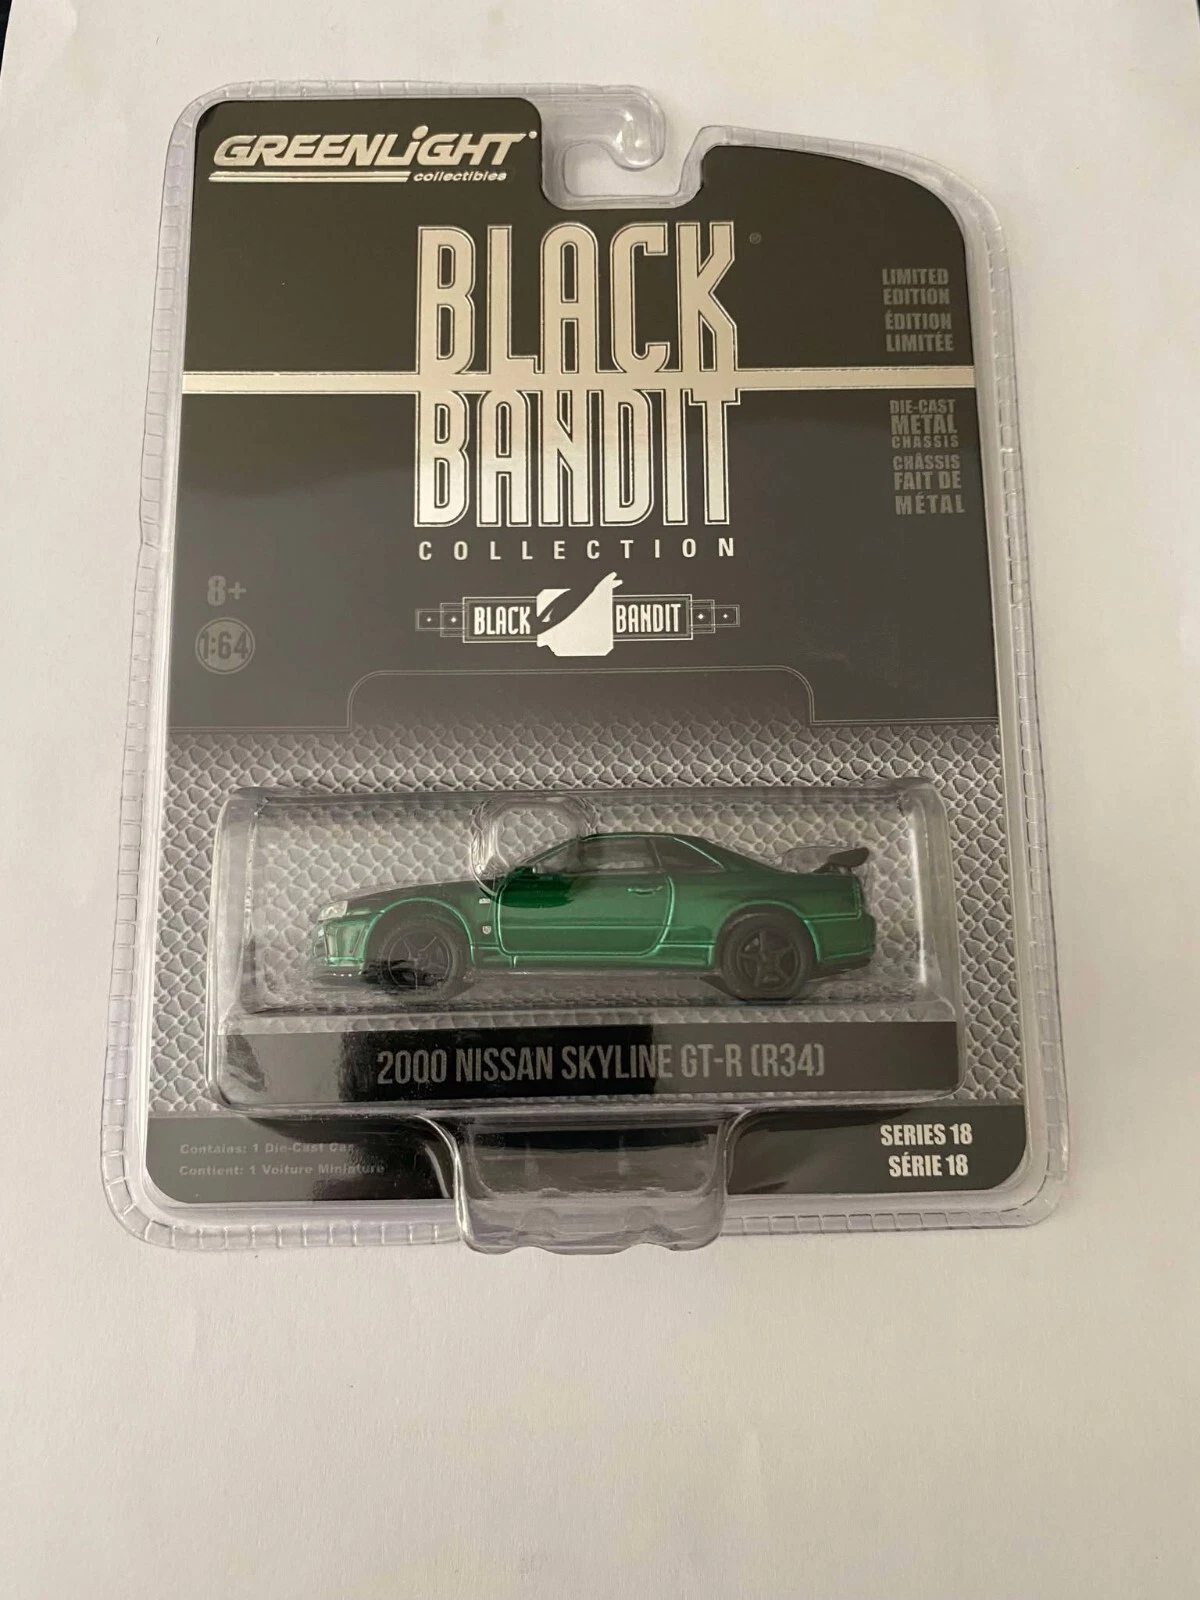 GREENLiGHT
collectibles
BLACK
BANDIT
COLLECTION
BLACK BANDIT
LIMITED
EDITION
ÉDITION
LIMITÉE
DIE-CAST
METAL
CHASSIS
CHÂSSIS
FAIT DE
MÉTAL
8+
1:64
2000 NISSAN SKYLINE GT-R (R34)
Contains: 1 Die-Cast Car
Contient: 1 Voiture Miniature
SERIES 18
SÉRIE 18